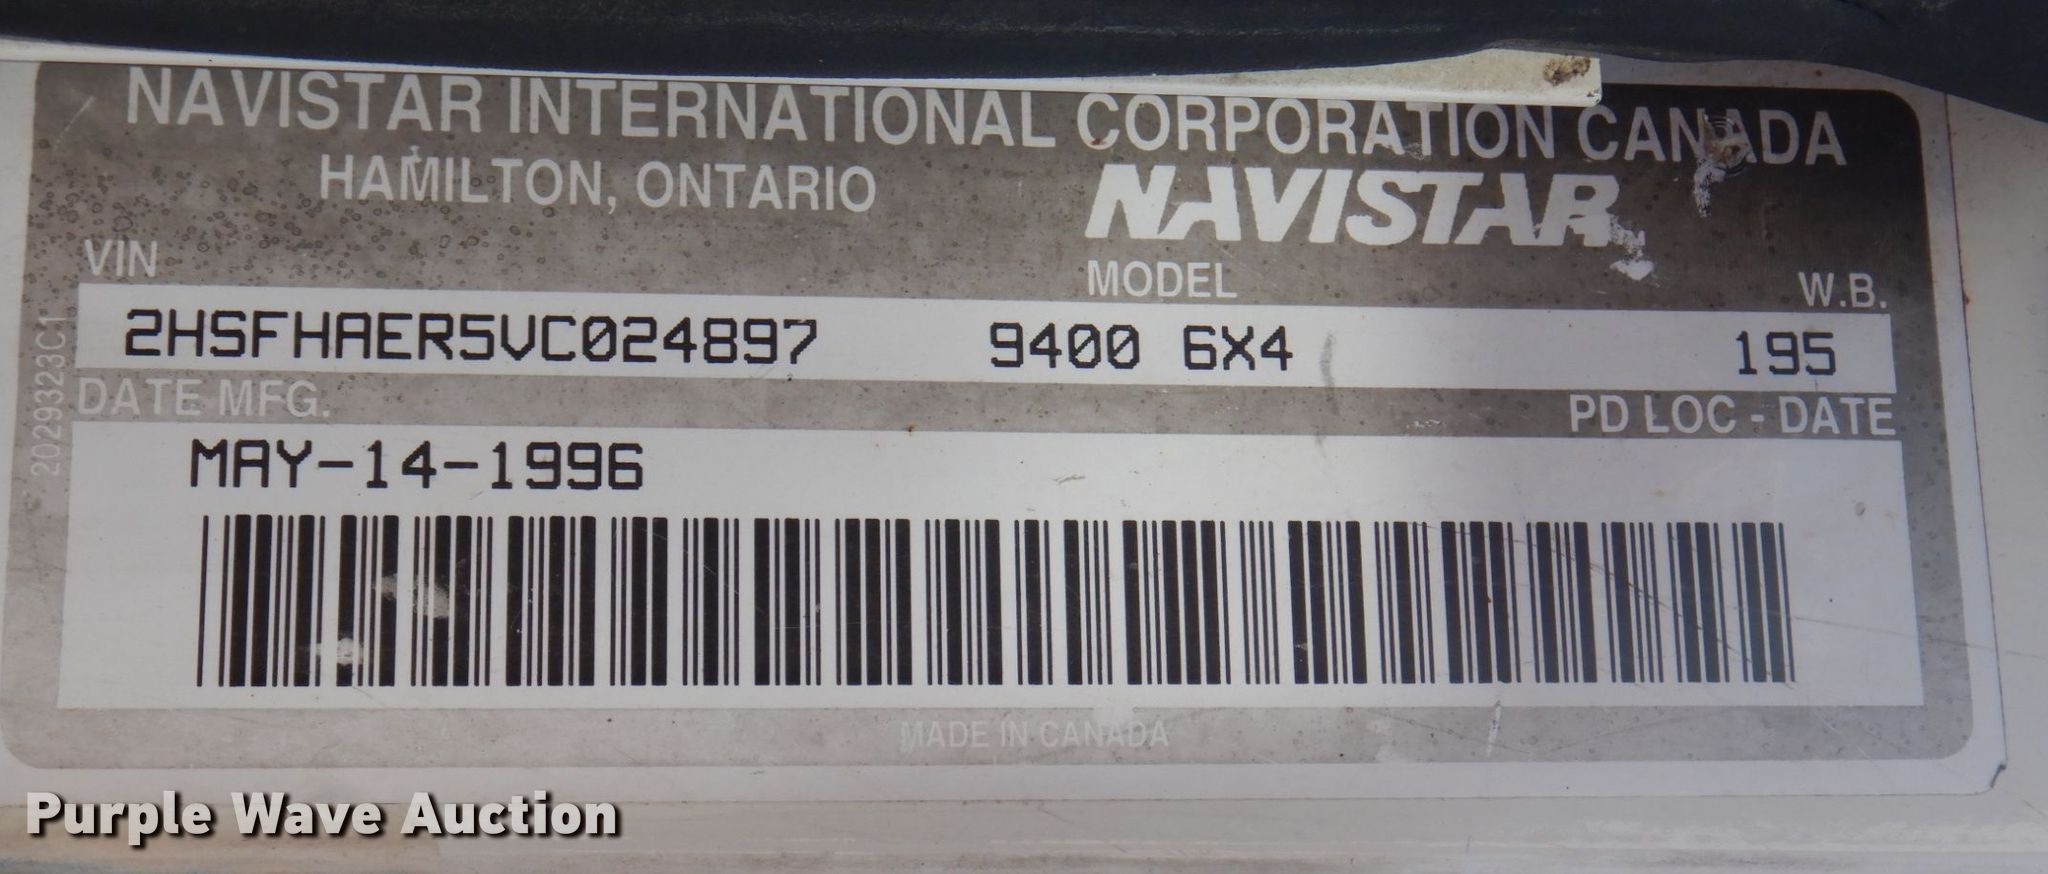 NAVISTAR INTERNATIONAL CORPORATION CANADA
HAMILTON, ONTARIO
NAVISTAR
VIN MODEL W.B.
2HSFHAER5VC024897 9400 6X4 195
DATE MFG. PD LOC - DATE
MAY-14-1996
2029323C1
MADE IN CANADA
Purple Wave Auction